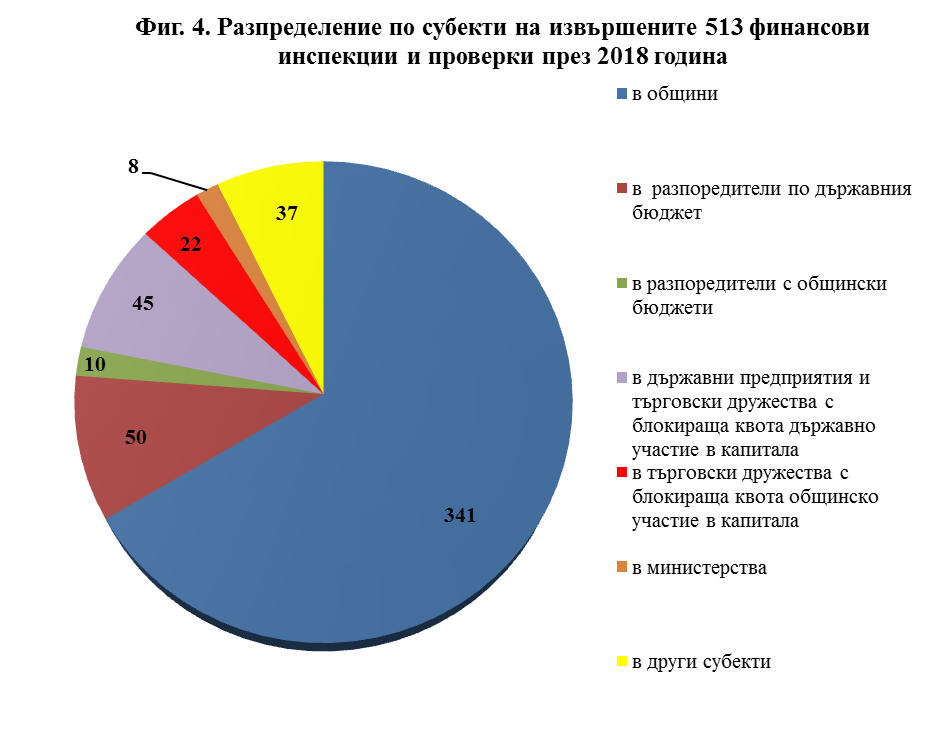 Фиг. 4. Разпределение по субекти на извършените 513 финансови
инспекции и проверки през 2018 година
в общини
в  разпоредители по държавния
бюджет
в разпоредители с общински
бюджети
в държавни предприятия и
търговски дружества с
блокираща квота държавно
участие в капитала
в търговски дружества с
блокираща квота общинско
участие в капитала
в министерства
в други субекти
8
37
22
45
10
50
341